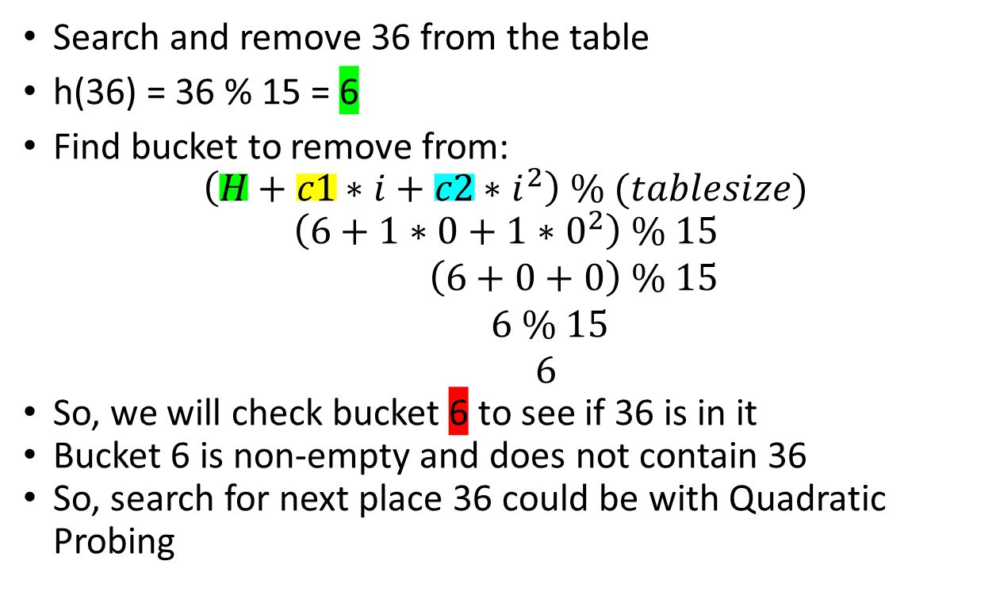 • Search and remove 36 from the table
• h(36) = 36 % 15 = 6
• Find bucket to remove from:
(H + c1 ∗ i + c2 ∗ i²) % (tablesize)
(6 + 1 ∗ 0 + 1 ∗ 0²) % 15
(6 + 0 + 0) % 15
6 % 15
6
• So, we will check bucket 6 to see if 36 is in it
• Bucket 6 is non-empty and does not contain 36
• So, search for next place 36 could be with Quadratic
Probing